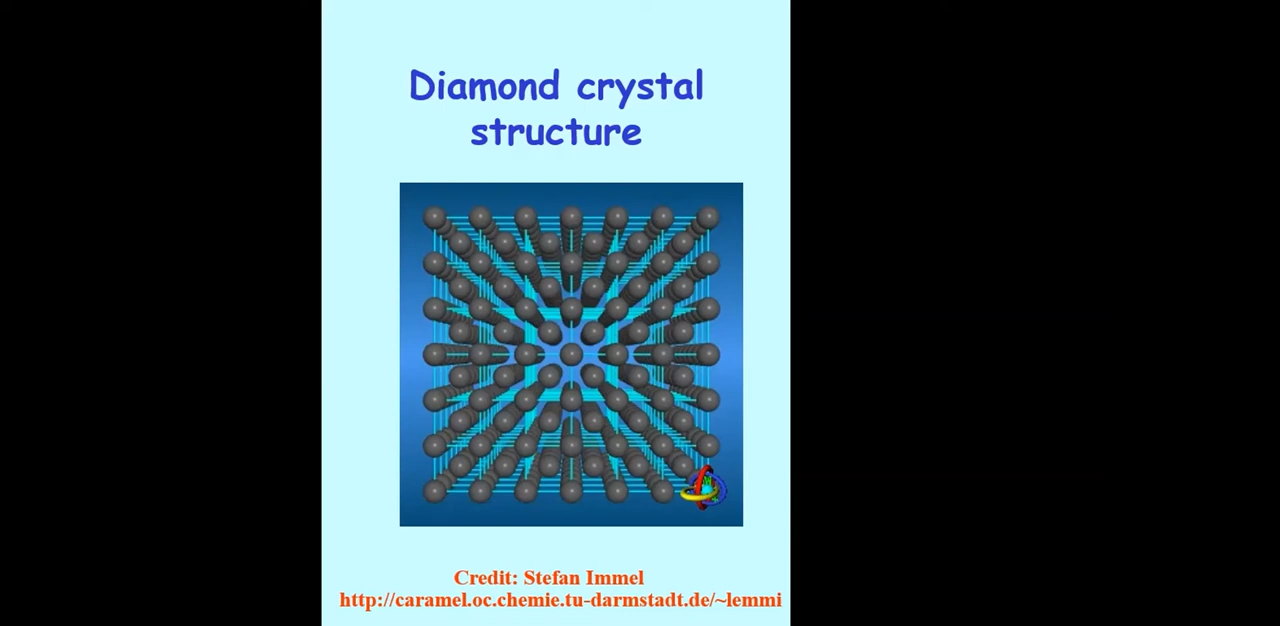 Diamond crystal
structure
Credit: Stefan Immel
http://caramel.oc.chemie.tu-darmstadt.de/~lemmi